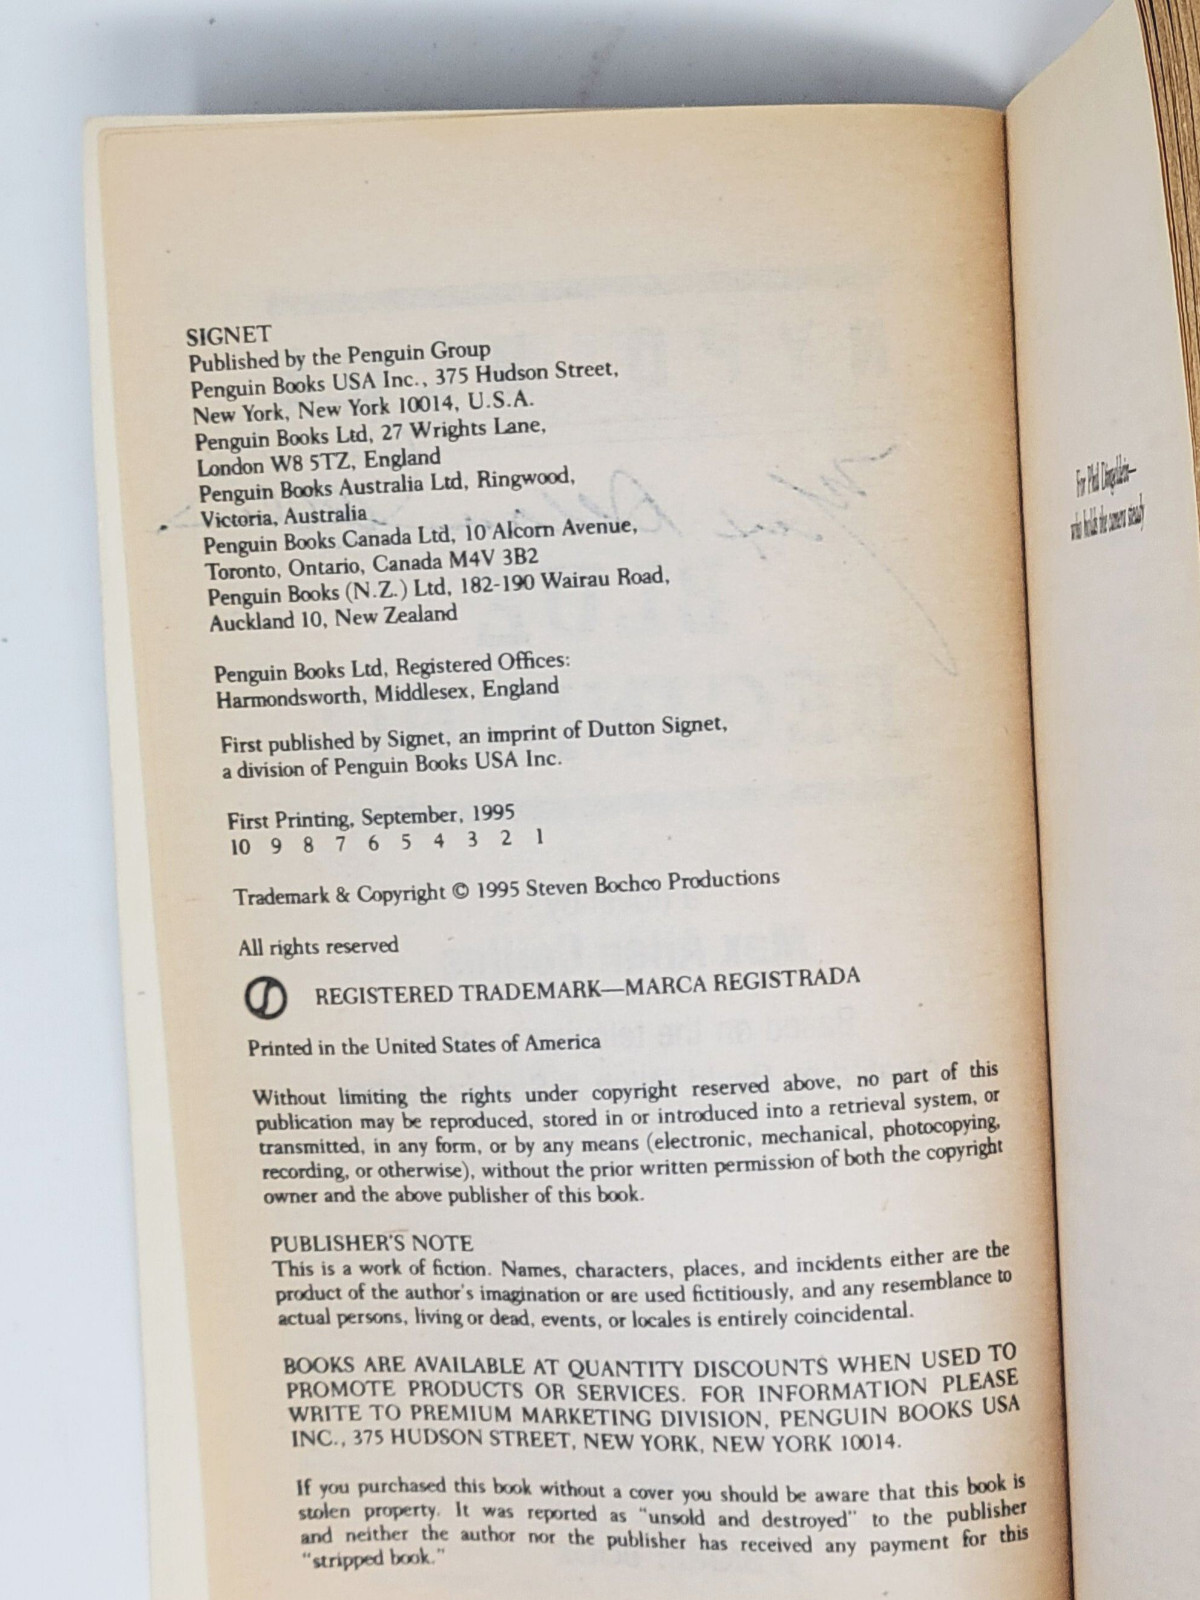 SIGNET
Published by the Penguin Group
Penguin Books USA Inc., 375 Hudson Street,
New York, New York 10014, U.S.A.
Penguin Books Ltd, 27 Wrights Lane,
London W8 5TZ, England
Penguin Books Australia Ltd, Ringwood,
Victoria, Australia
Penguin Books Canada Ltd, 10 Alcorn Avenue,
Toronto, Ontario, Canada M4V 3B2
Penguin Books (N.Z.) Ltd, 182-190 Wairau Road,
Auckland 10, New Zealand
Penguin Books Ltd, Registered Offices:
Harmondsworth, Middlesex, England
First published by Signet, an imprint of Dutton Signet,
a division of Penguin Books USA Inc.
First Printing, September, 1995
10 9 8 7 6 5 4 3 2 1
Trademark & Copyright © 1995 Steven Bochco Productions
All rights reserved
REGISTERED TRADEMARK—MARCA REGISTRADA
Printed in the United States of America
Without limiting the rights under copyright reserved above, no part of this
publication may be reproduced, stored in or introduced into a retrieval system, or
transmitted, in any form, or by any means (electronic, mechanical, photocopying,
recording, or otherwise), without the prior written permission of both the copyright
owner and the above publisher of this book.
PUBLISHER'S NOTE
This is a work of fiction. Names, characters, places, and incidents either are the
product of the author's imagination or are used fictitiously, and any resemblance to
actual persons, living or dead, events, or locales is entirely coincidental.
BOOKS ARE AVAILABLE AT QUANTITY DISCOUNTS WHEN USED TO
PROMOTE PRODUCTS OR SERVICES. FOR INFORMATION PLEASE
WRITE TO PREMIUM MARKETING DIVISION, PENGUIN BOOKS USA
INC., 375 HUDSON STREET, NEW YORK, NEW YORK 10014.
If you purchased this book without a cover you should be aware that this book is
stolen property. It was reported as "unsold and destroyed" to the publisher
and neither the author nor the publisher has received any payment for this
"stripped book."
For Phil Dingeldein—
who holds the camera steady